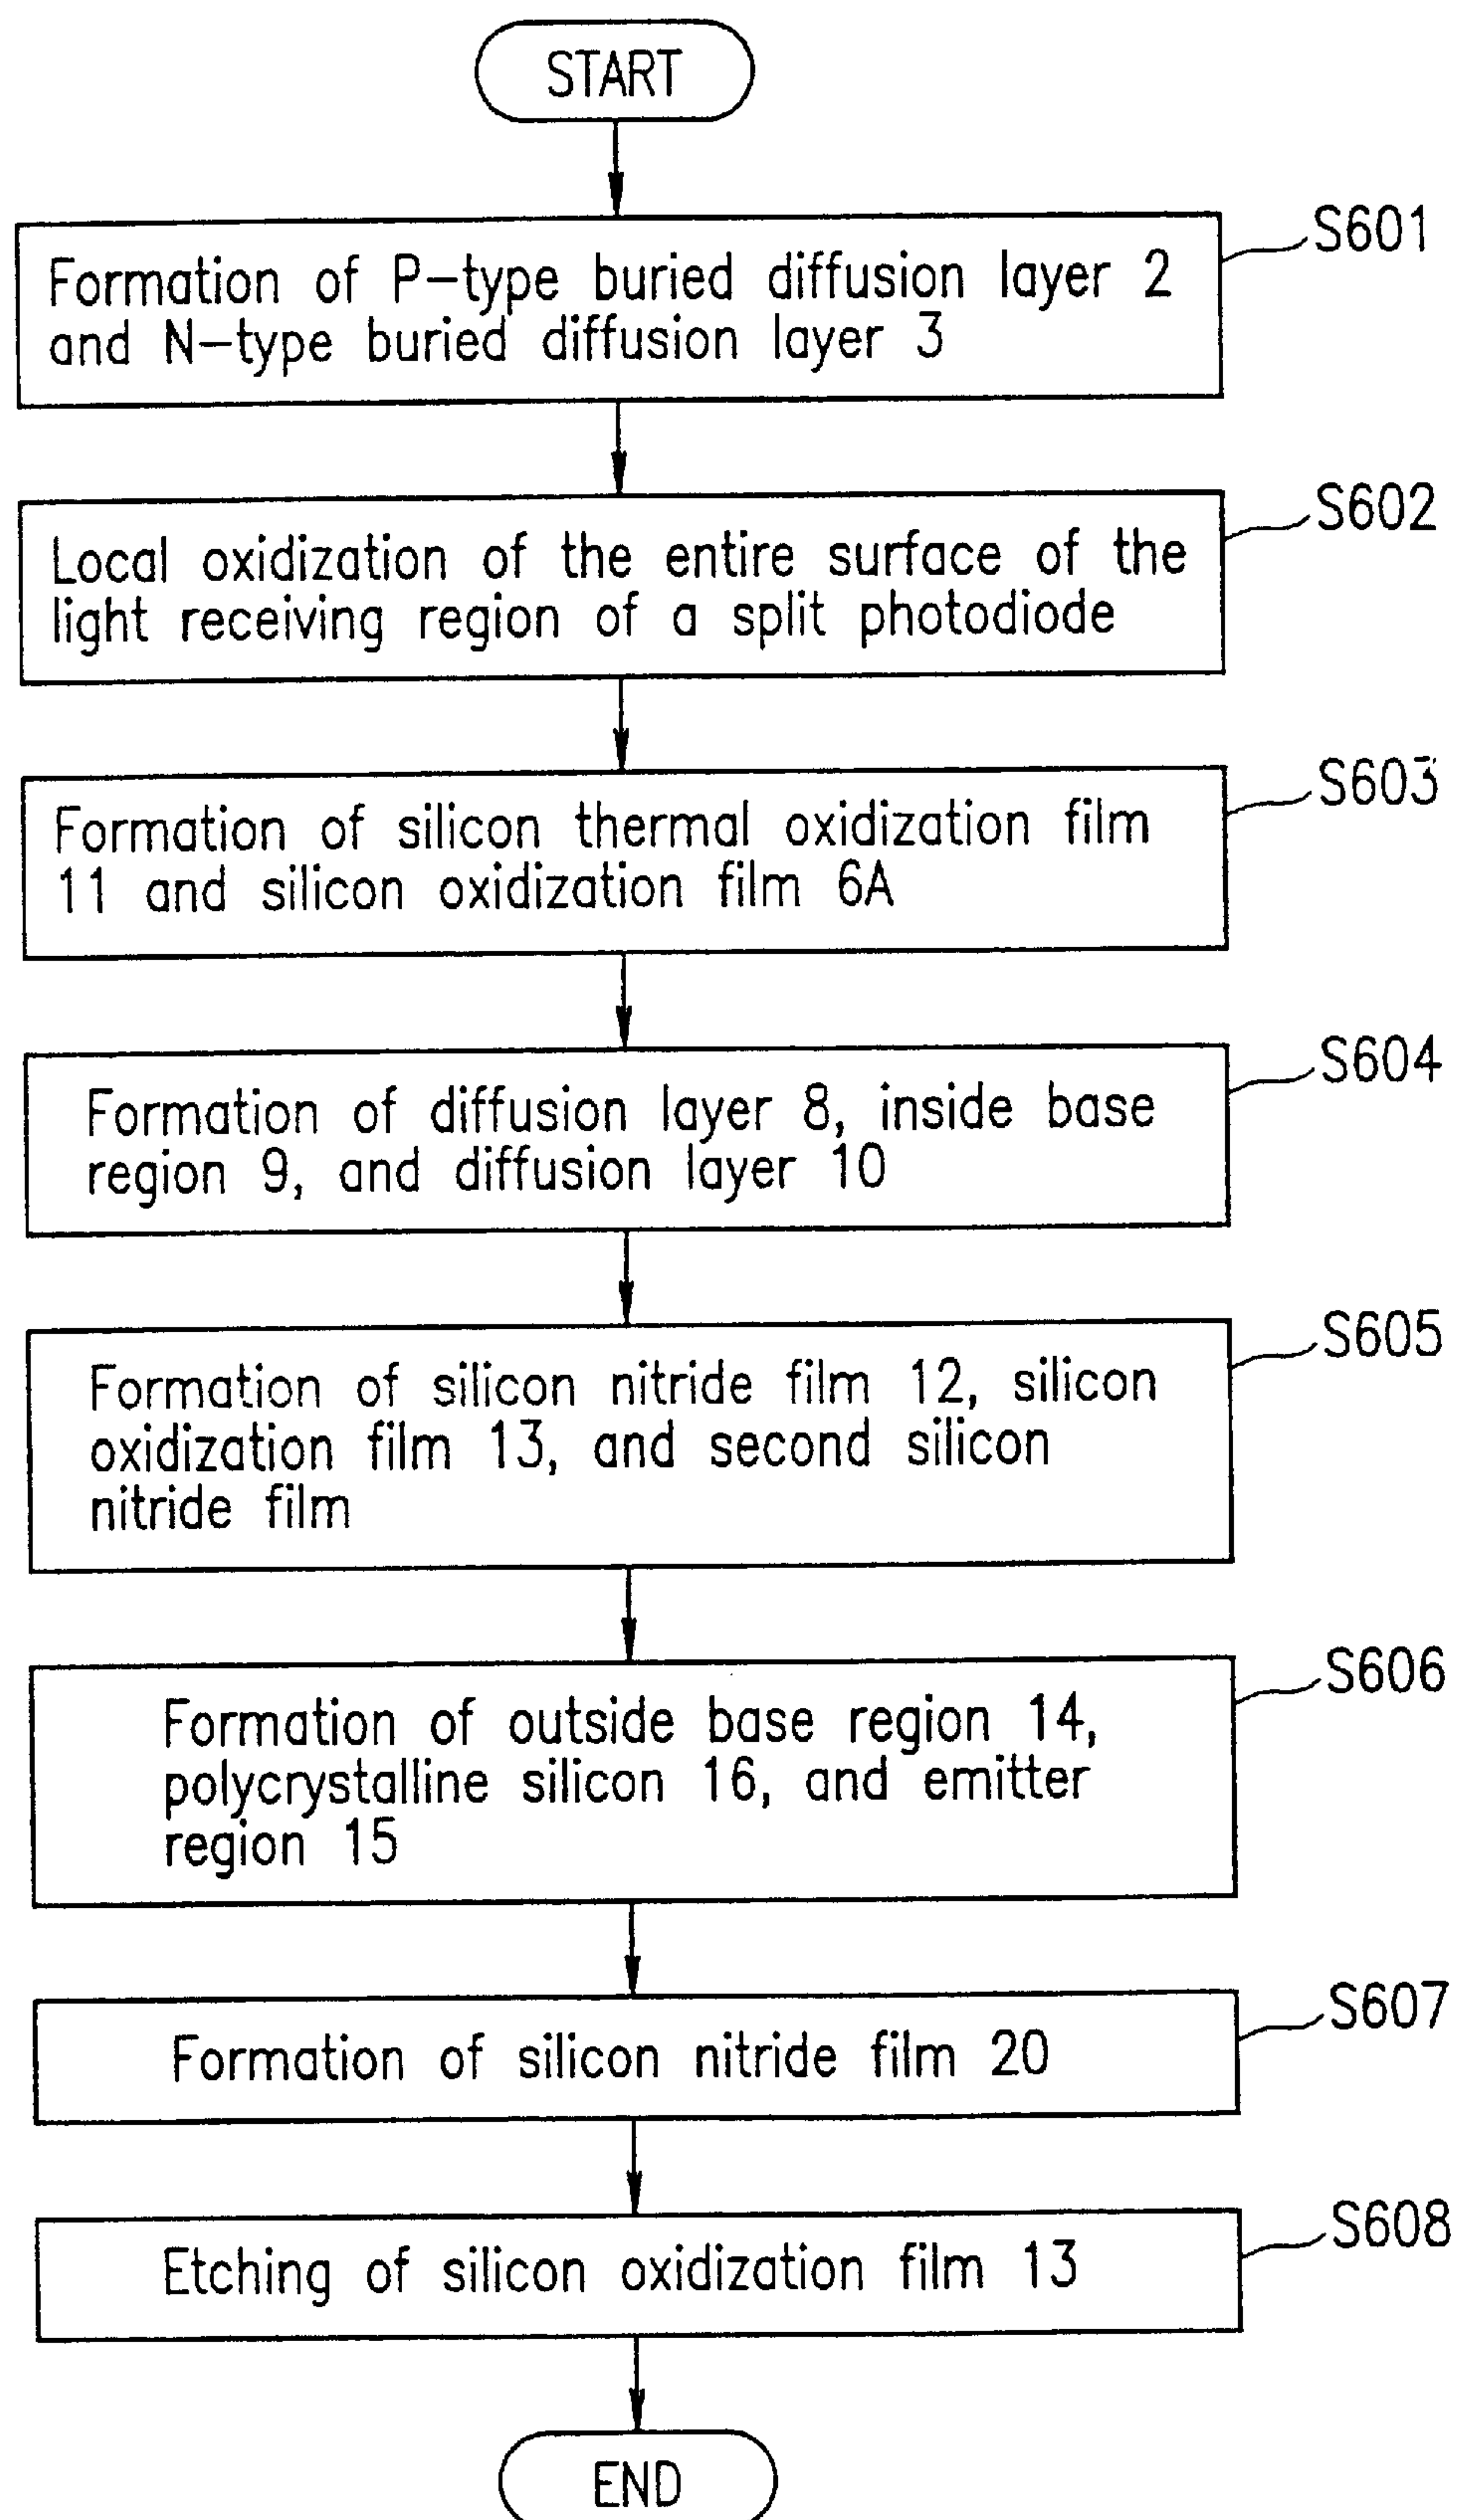 START
S601
Formation of P-type buried diffusion layer 2
and N-type buried diffusion layer 3
S602
Local oxidization of the entire surface of the
light receiving region of a split photodiode
S603
Formation of silicon thermal oxidization film
11 and silicon oxidization film 6A
S604
Formation of diffusion layer 8, inside base
region 9, and diffusion layer 10
S605
Formation of silicon nitride film 12, silicon
oxidization film 13, and second silicon
nitride film
S606
Formation of outside base region 14,
polycrystalline silicon 16, and emitter
region 15
S607
Formation of silicon nitride film 20
S608
Etching of silicon oxidization film 13
END